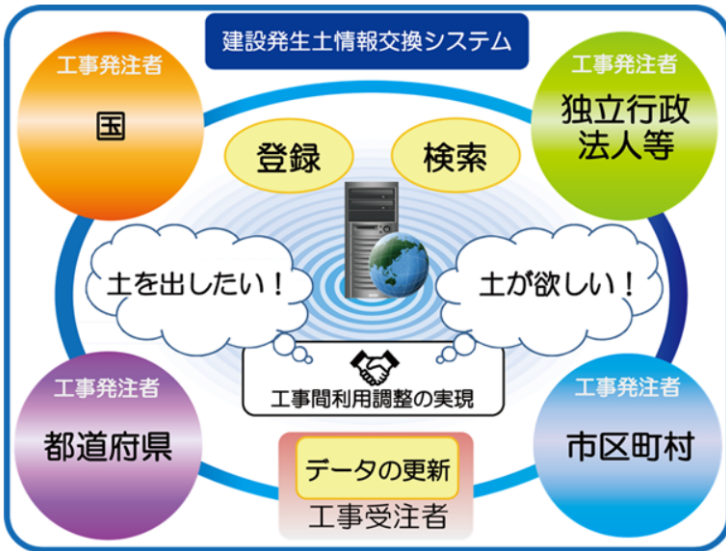 建設発生土情報交換システム
工事発注者
国
工事発注者
独立行政
法人等
登録
検索
土を出したい！
土が欲しい！
工事間利用調整の実現
工事発注者
都道府県
工事発注者
市区町村
データの更新
工事受注者